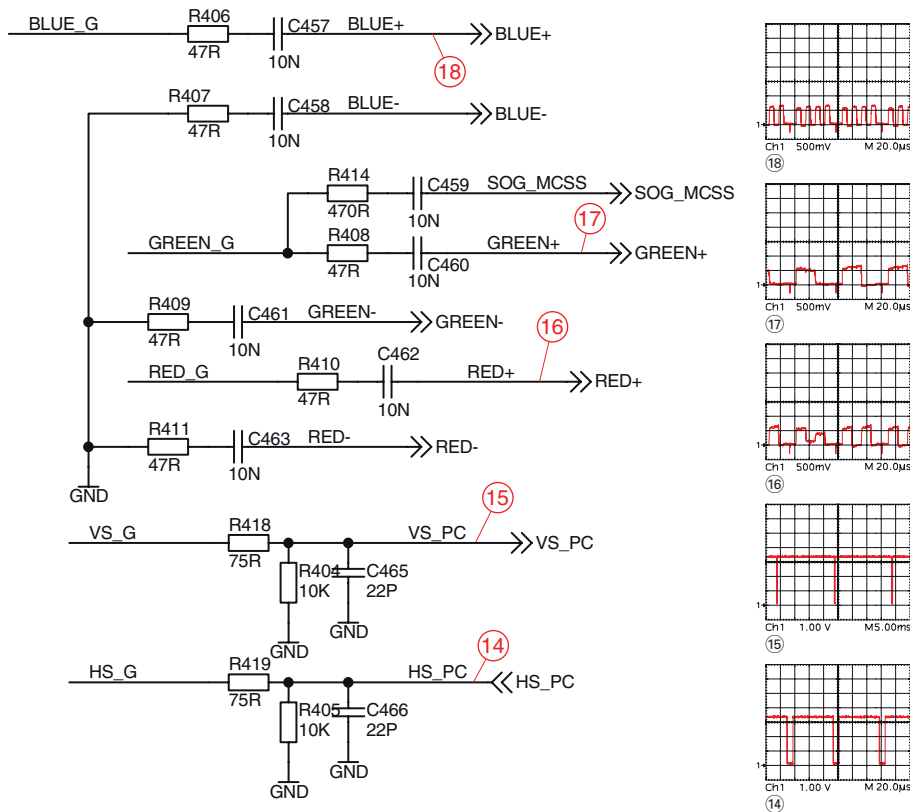 BLUE_G
R406
47R
C457
10N
BLUE+
BLUE+
18
R407
47R
C458
10N
BLUE-
BLUE-
R414
470R
C459
10N
SOG_MCSS
SOG_MCSS
GREEN_G
R408
47R
C460
10N
GREEN+
17
GREEN+
R409
47R
C461
10N
GREEN-
GREEN-
RED_G
R410
47R
C462
10N
RED+
16
RED+
R411
47R
C463
10N
RED-
RED-
GND
VS_G
R418
75R
R404
10K
C465
22P
VS_PC
15
VS_PC
GND
GND
HS_G
R419
75R
R405
10K
C466
22P
HS_PC
14
HS_PC
GND
GND
1
Ch1 500mV M 20.0µs
18
1
Ch1 500mV M 20.0µs
17
1
Ch1 500mV M 20.0µs
16
1
Ch1 1.00 V M5.00ms
15
1
Ch1 1.00 V M 20.0µs
14